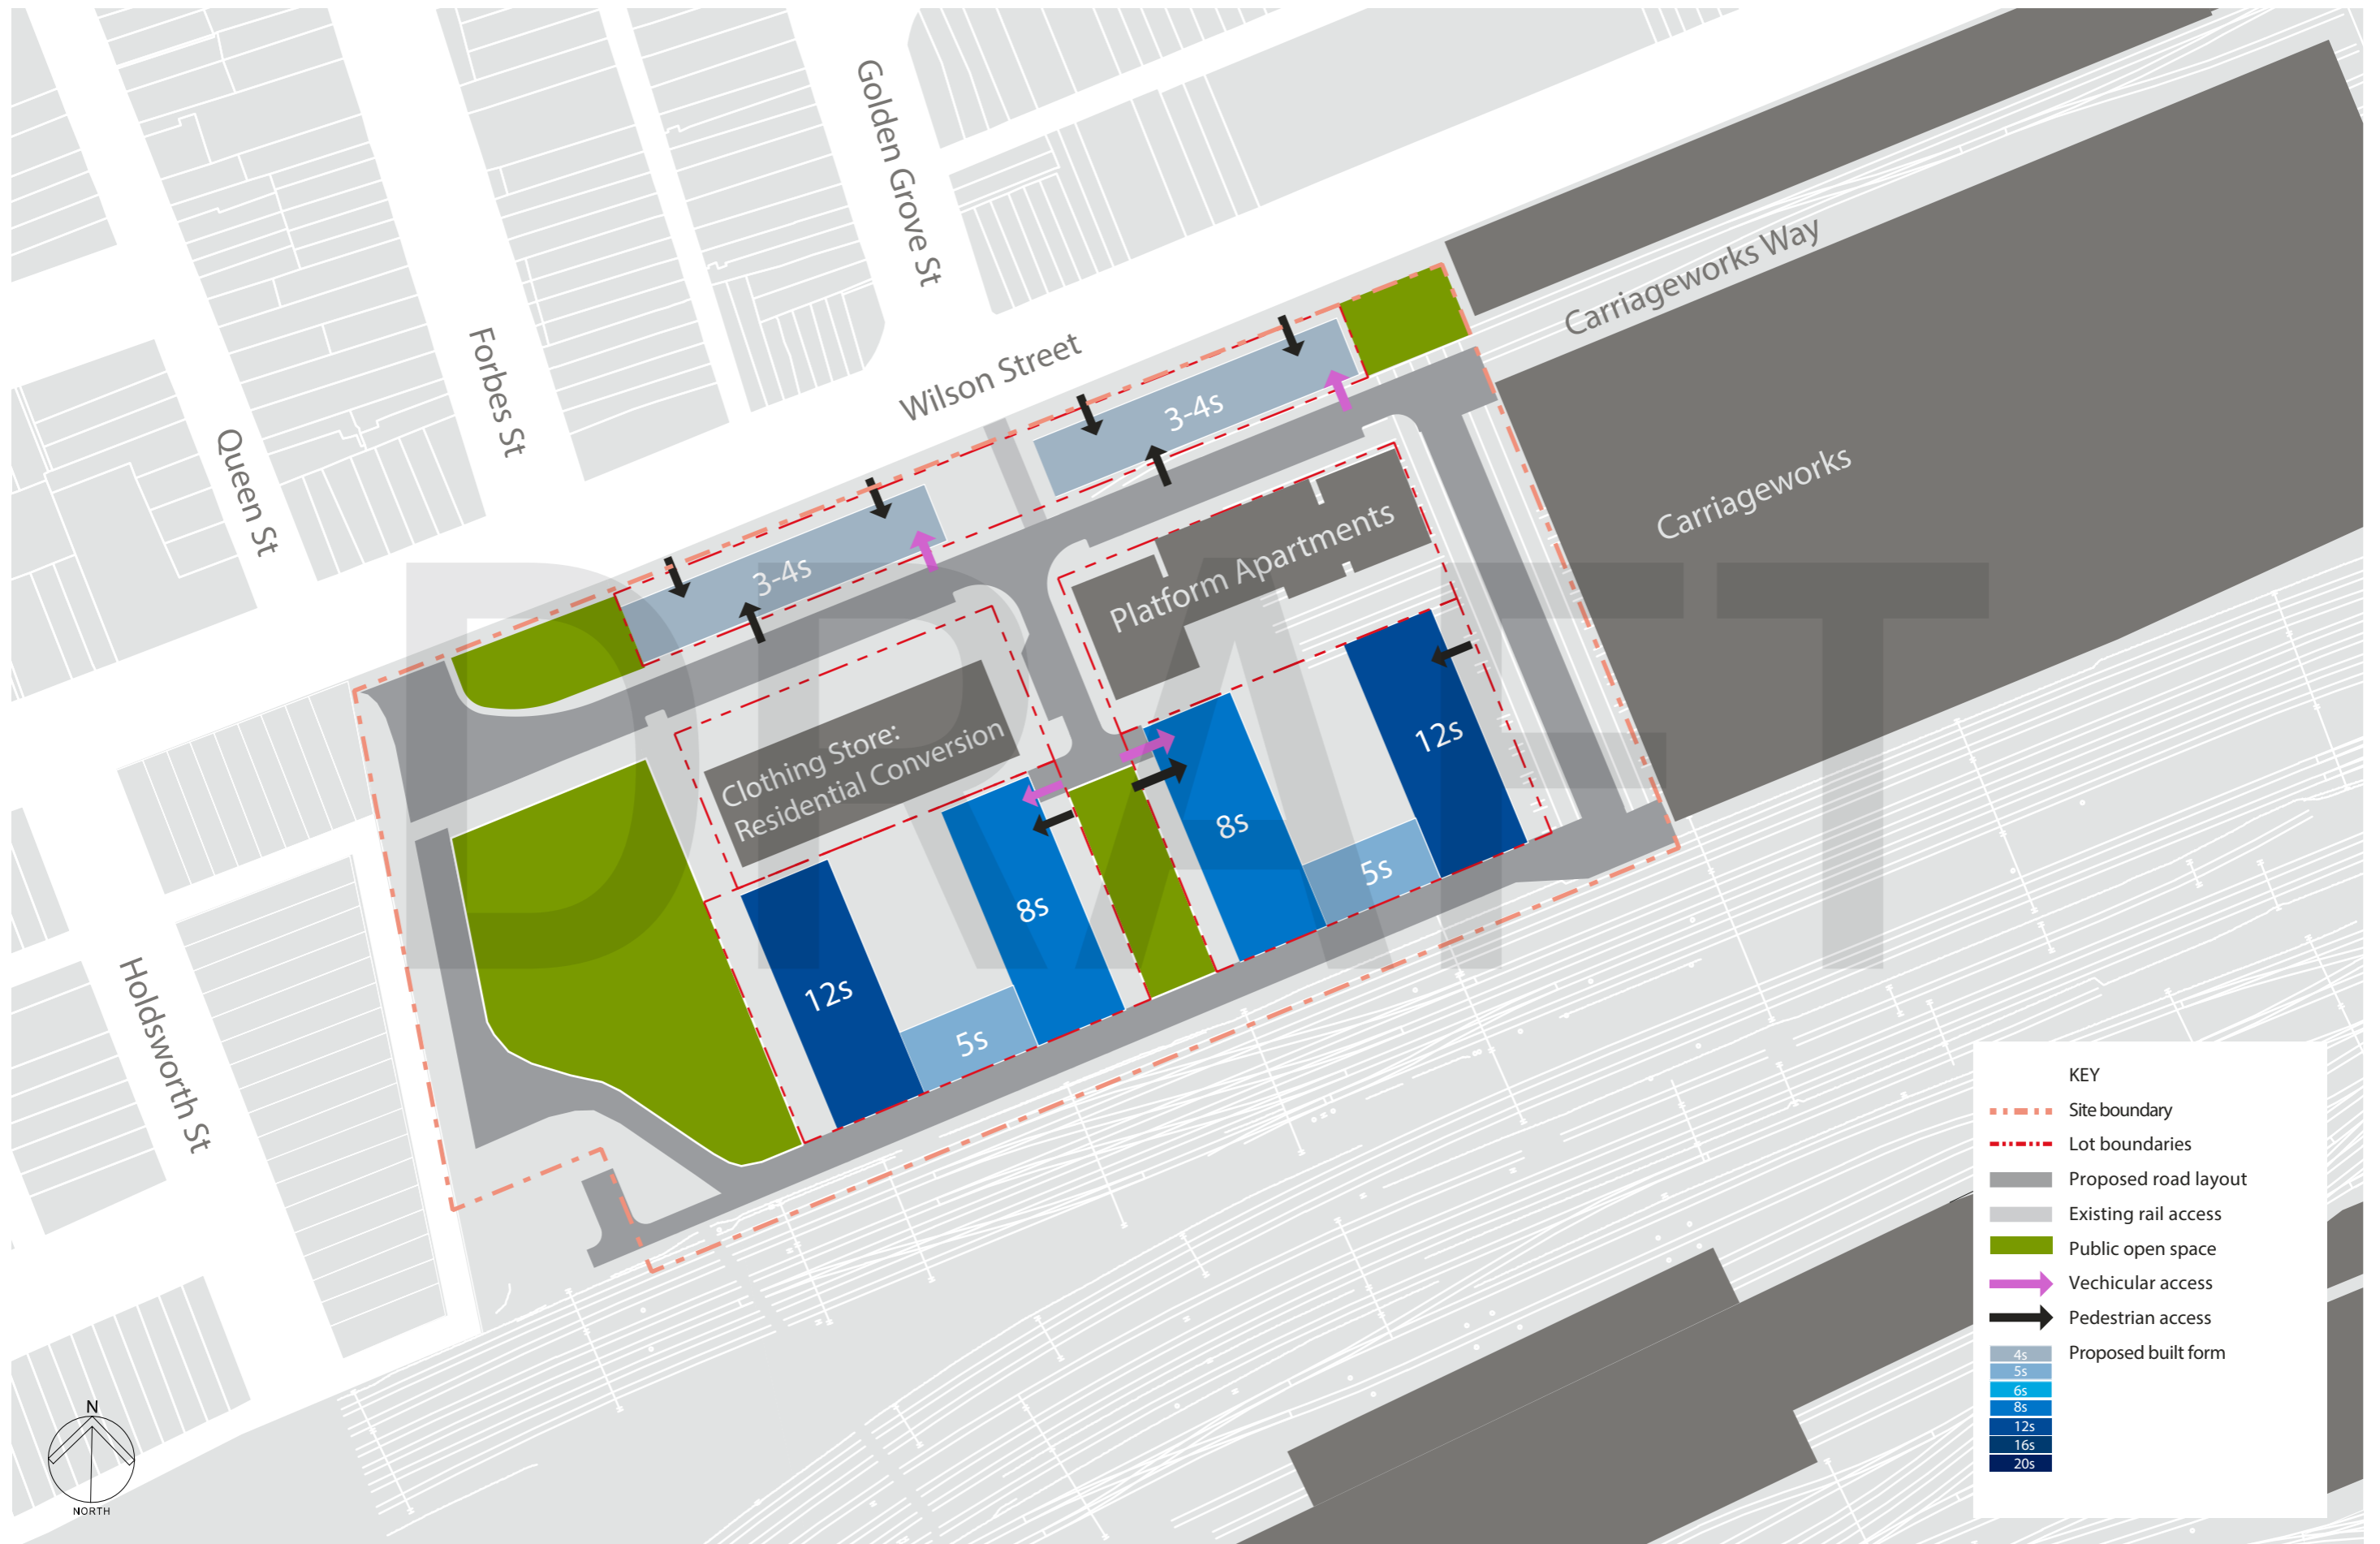 Golden Grove St
Forbes St
Queen St
Holdsworth St
Wilson Street
Carriageworks Way
Carriageworks
3-4s
3-4s
Platform Apartments
Clothing Store:
Residential Conversion
12s
8s
5s
12s
8s
5s
DRAFT
KEY
Site boundary
Lot boundaries
Proposed road layout
Existing rail access
Public open space
Vechicular access
Pedestrian access
Proposed built form
4s
5s
6s
8s
12s
16s
20s
N
NORTH